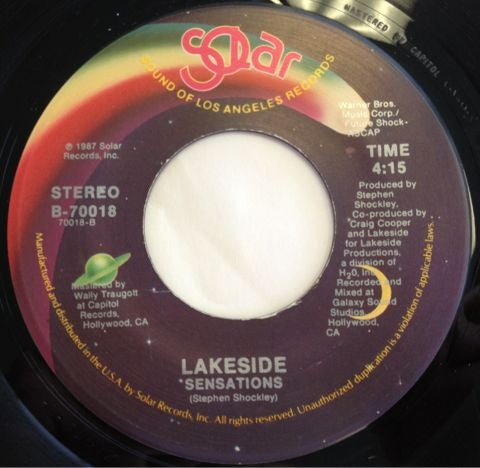 MASTERED BY CAPITOL
Solar
SOUND OF LOS ANGELES RECORDS
Warner Bros.
Music Corp./
Future Shock-
ASCAP
℗ 1987 Solar
Records, Inc.
TIME
4:15
STEREO
B-70018
70018-B
Produced by
Stephen
Shockley,
Co-produced by
Craig Cooper
and Lakeside
for Lakeside
Productions,
a division of
H20, Inc.
Recorded and
Mixed at
Galaxy Sound
Studios,
Hollywood,
CA
Mastered by
Wally Traugott
at Capitol
Records,
Hollywood, CA
LAKESIDE
SENSATIONS
(Stephen Shockley)
Manufactured and distributed in the U.S.A. by Solar Records, Inc. All rights reserved. Unauthorized duplication is a violation of applicable laws.